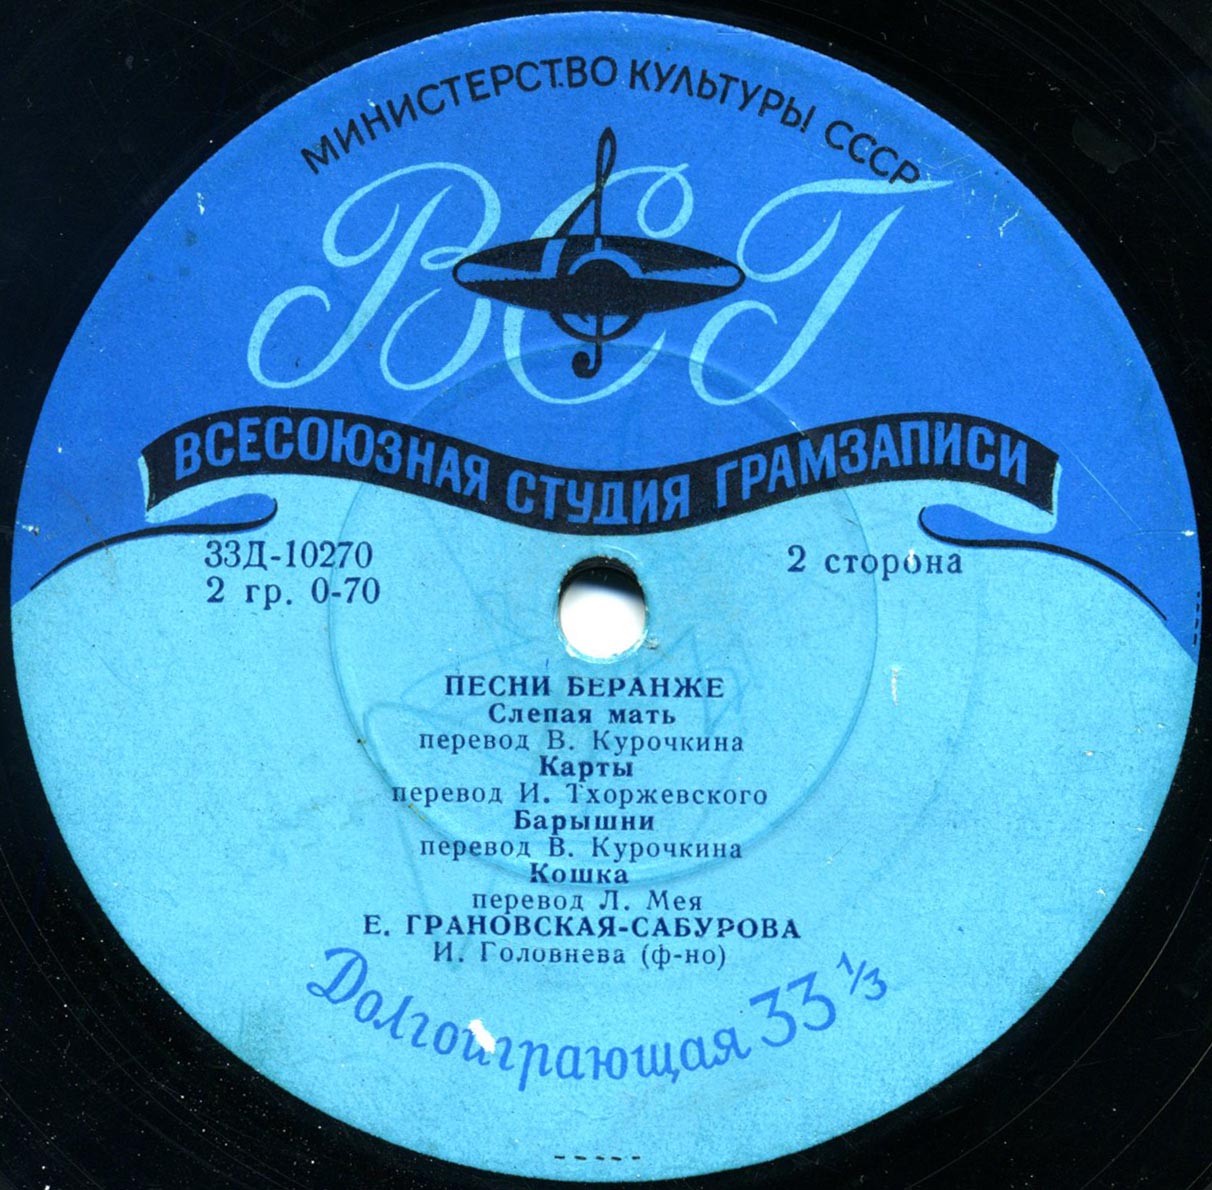 МИНИСТЕРСТВО КУЛЬТУРЫ СССР
ВСГ
ВСЕСОЮЗНАЯ СТУДИЯ ГРАМЗАПИСИ
33Д-10270
2 гр. 0-70
2 сторона
ПЕСНИ БЕРАНЖЕ
Слепая мать
перевод В. Курочкина
Карты
перевод И. Тхоржевского
Барышни
перевод В. Курочкина
Кошка
перевод Л. Мея
Е. ГРАНОВСКАЯ-САБУРОВА
И. Головнева (ф-но)
Долгоиграющая 33 1/3